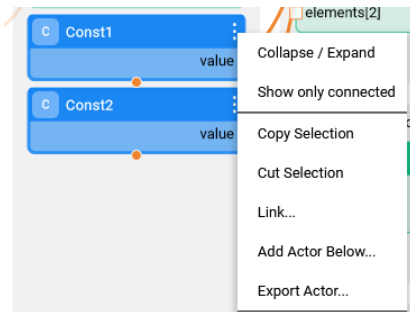 elements[2]
C Const1
value
C Const2
value
Collapse / Expand
Show only connected
Copy Selection
Cut Selection
Link...
Add Actor Below...
Export Actor...